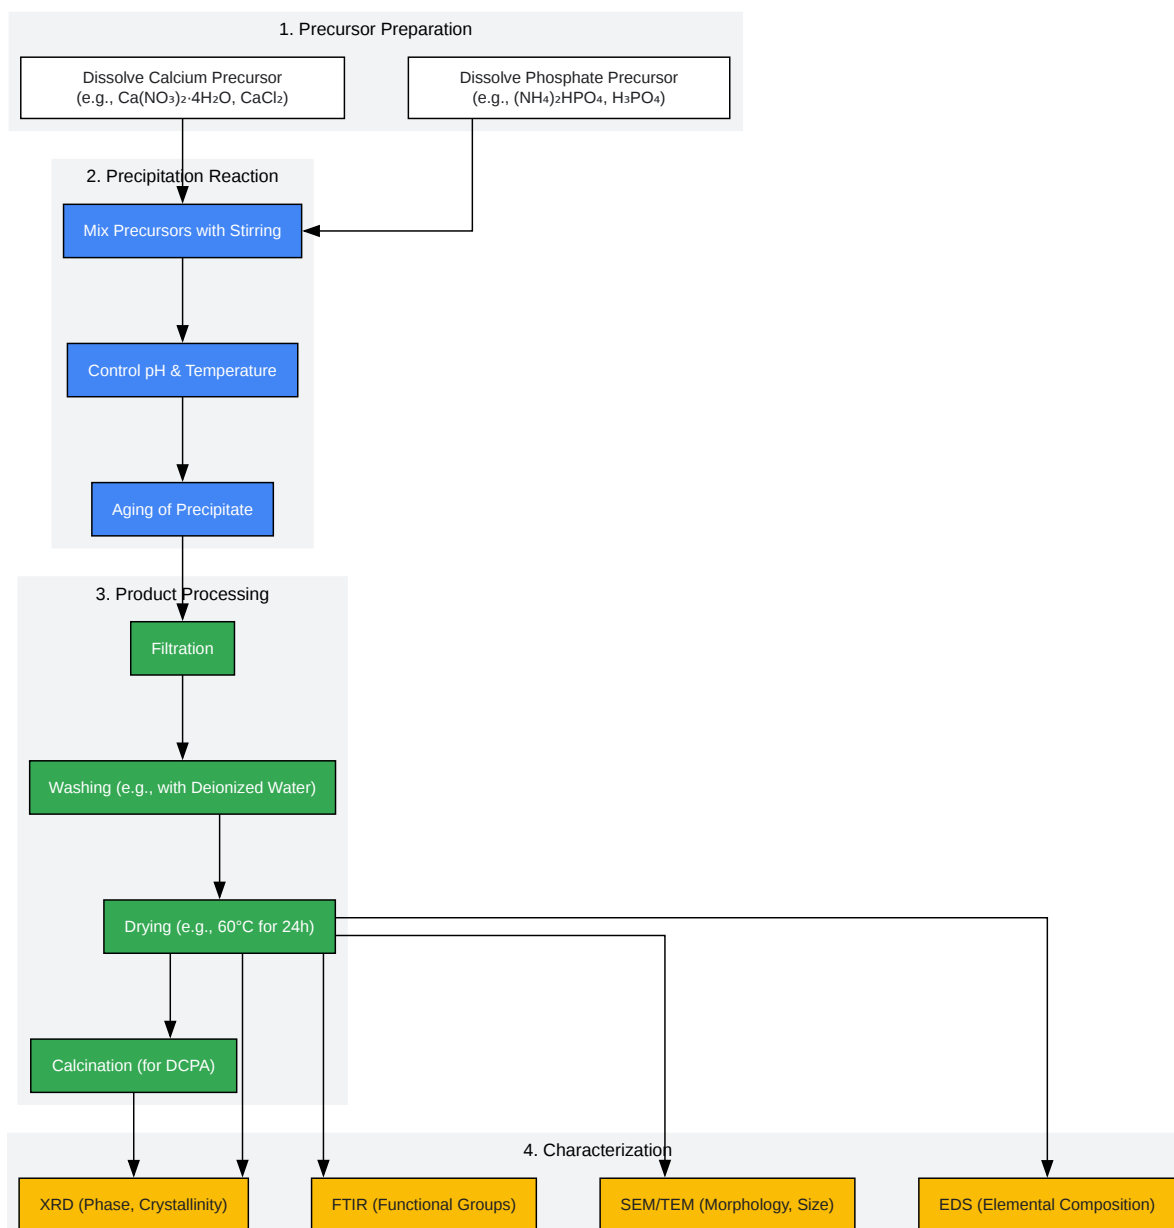 1. Precursor Preparation
Dissolve Calcium Precursor
(e.g., Ca(NO₃)₂·4H₂O, CaCl₂)
Dissolve Phosphate Precursor
(e.g., (NH₄)₂HPO₄, H₃PO₄)
2. Precipitation Reaction
Mix Precursors with Stirring
Control pH & Temperature
Aging of Precipitate
3. Product Processing
Filtration
Washing (e.g., with Deionized Water)
Drying (e.g., 60°C for 24h)
Calcination (for DCPA)
4. Characterization
XRD (Phase, Crystallinity)
FTIR (Functional Groups)
SEM/TEM (Morphology, Size)
EDS (Elemental Composition)